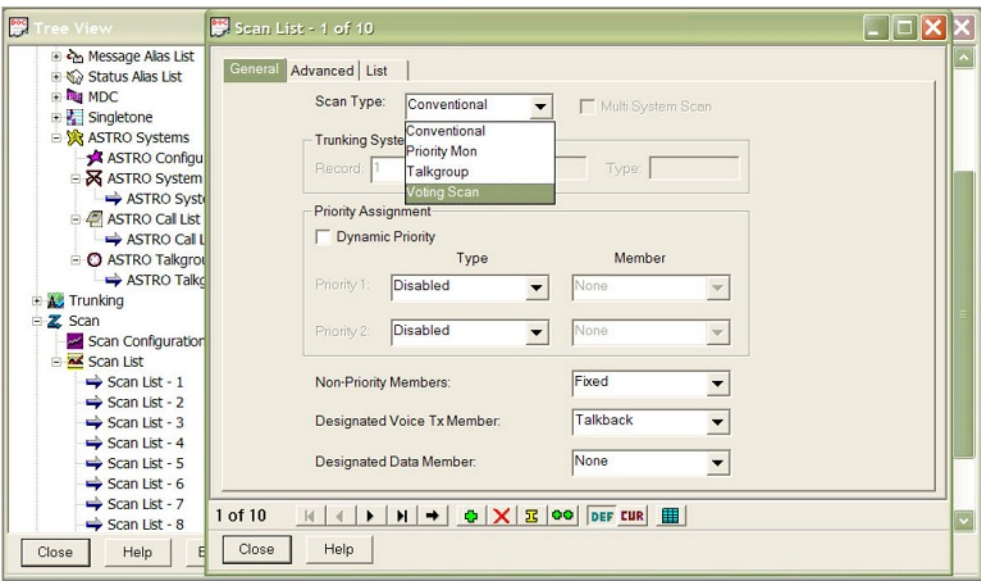 Tree View
Message Alias List
Status Alias List
MDC
Singletone
ASTRO Systems
ASTRO Configu
ASTRO System
ASTRO Syst
ASTRO Call List
ASTRO Call L
ASTRO Talkgrou
ASTRO Talkg
Trunking
Scan
Scan Configuration
Scan List
Scan List - 1
Scan List - 2
Scan List - 3
Scan List - 4
Scan List - 5
Scan List - 6
Scan List - 7
Scan List - 8
Close Help E
Scan List - 1 of 10
General Advanced List
Scan Type: Conventional Multi System Scan
Conventional
Priority Mon
Talkgroup
Voting Scan
Trunking Syste
Record: 1 Type:
Priority Assignment
Dynamic Priority
Type Member
Priority 1: Disabled None
Priority 2: Disabled None
Non-Priority Members: Fixed
Designated Voice Tx Member: Talkback
Designated Data Member: None
1 of 10 DEF CUR
Close Help